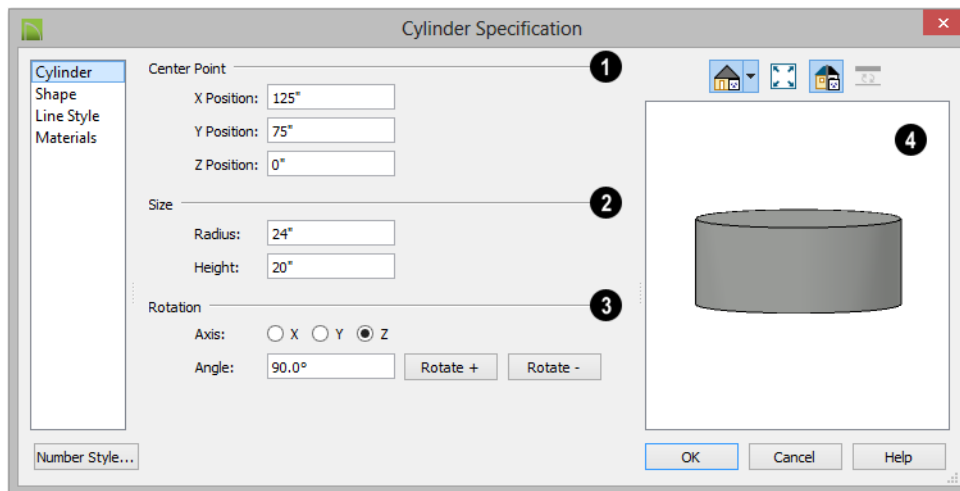 Cylinder Specification
Cylinder
Shape
Line Style
Materials
Center Point
1
X Position: 125"
Y Position: 75"
Z Position: 0"
Size
2
Radius: 24"
Height: 20"
Rotation
3
Axis: X Y Z
Angle: 90.0° Rotate + Rotate -
4
Number Style...
OK Cancel Help